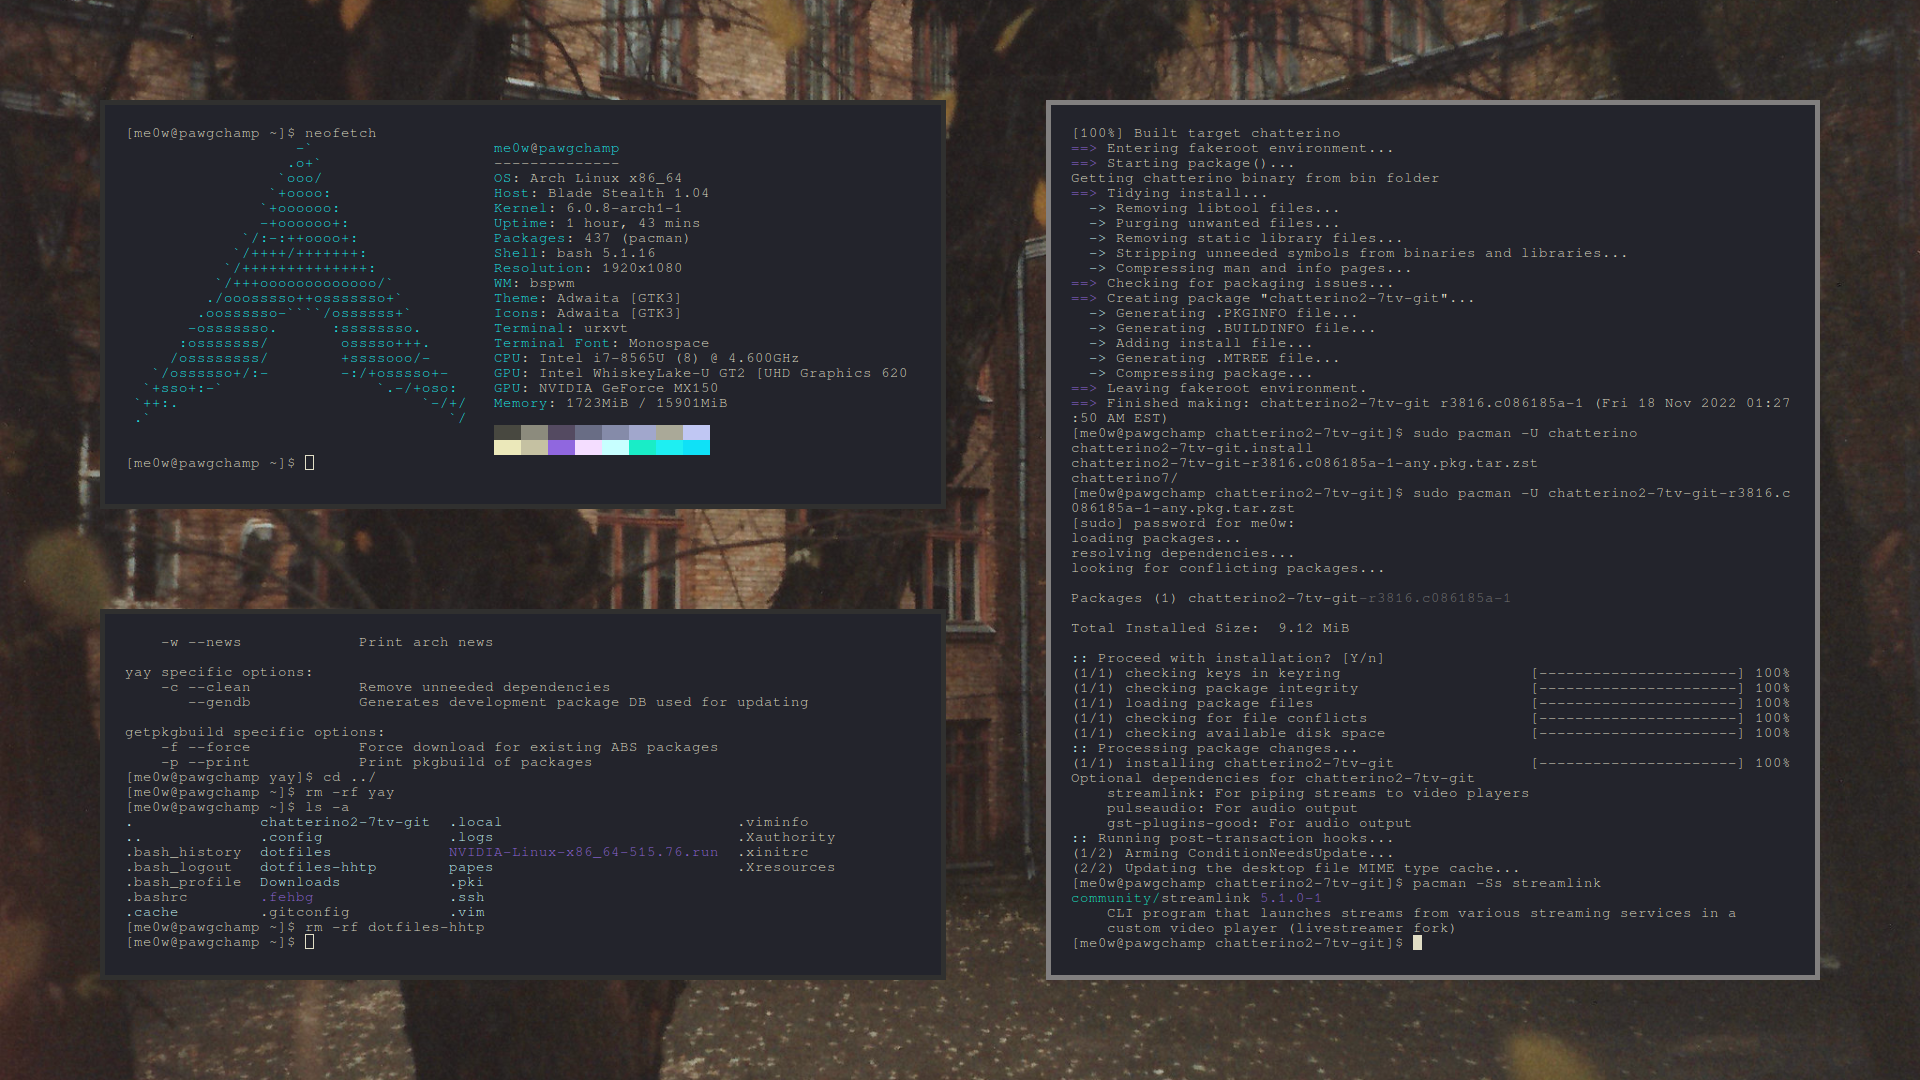 [me0w@pawgchamp ~]$ neofetch
-`
.o+`
`ooo/
`+oooo:
`+oooooo:
-+oooooo+:
`/:-:++oooo+:
`/++++/+++++++:
`/++++++++++++++:
`/+++ooooooooooooo/`
./ooosssso++osssssso+`
.oossssso-````/ossssss+`
-osssssso. :ssssssso.
:osssssss/ osssso+++.
/ossssssss/ +ssssooo/-
`/ossssso+/:- -:/+osssso+-
`+sso+:-` `.-/+oso:
`++:. `-/+/
.` `/
me0w@pawgchamp
--------------
OS: Arch Linux x86_64
Host: Blade Stealth 1.04
Kernel: 6.0.8-arch1-1
Uptime: 1 hour, 43 mins
Packages: 437 (pacman)
Shell: bash 5.1.16
Resolution: 1920x1080
WM: bspwm
Theme: Adwaita [GTK3]
Icons: Adwaita [GTK3]
Terminal: urxvt
Terminal Font: Monospace
CPU: Intel i7-8565U (8) @ 4.600GHz
GPU: Intel WhiskeyLake-U GT2 [UHD Graphics 620
GPU: NVIDIA GeForce MX150
Memory: 1723MiB / 15901MiB
[me0w@pawgchamp ~]$
-w --news Print arch news
yay specific options:
-c --clean Remove unneeded dependencies
--gendb Generates development package DB used for updating
getpkgbuild specific options:
-f --force Force download for existing ABS packages
-p --print Print pkgbuild of packages
[me0w@pawgchamp yay]$ cd ../
[me0w@pawgchamp ~]$ rm -rf yay
[me0w@pawgchamp ~]$ ls -a
. chatterino2-7tv-git .local .viminfo
.. .config .logs .Xauthority
.bash_history dotfiles NVIDIA-Linux-x86_64-515.76.run .xinitrc
.bash_logout dotfiles-hhtp papes .Xresources
.bash_profile Downloads .pki
.bashrc .fehbg .ssh
.cache .gitconfig .vim
[me0w@pawgchamp ~]$ rm -rf dotfiles-hhtp
[me0w@pawgchamp ~]$
[100%] Built target chatterino
==> Entering fakeroot environment...
==> Starting package()...
Getting chatterino binary from bin folder
==> Tidying install...
-> Removing libtool files...
-> Purging unwanted files...
-> Removing static library files...
-> Stripping unneeded symbols from binaries and libraries...
-> Compressing man and info pages...
==> Checking for packaging issues...
==> Creating package "chatterino2-7tv-git"...
-> Generating .PKGINFO file...
-> Generating .BUILDINFO file...
-> Adding install file...
-> Generating .MTREE file...
-> Compressing package...
==> Leaving fakeroot environment.
==> Finished making: chatterino2-7tv-git r3816.c086185a-1 (Fri 18 Nov 2022 01:27
:50 AM EST)
[me0w@pawgchamp chatterino2-7tv-git]$ sudo pacman -U chatterino
chatterino2-7tv-git.install
chatterino2-7tv-git-r3816.c086185a-1-any.pkg.tar.zst
chatterino7/
[me0w@pawgchamp chatterino2-7tv-git]$ sudo pacman -U chatterino2-7tv-git-r3816.c
086185a-1-any.pkg.tar.zst
[sudo] password for me0w:
loading packages...
resolving dependencies...
looking for conflicting packages...
Packages (1) chatterino2-7tv-git-r3816.c086185a-1
Total Installed Size: 9.12 MiB
:: Proceed with installation? [Y/n]
(1/1) checking keys in keyring [----------------------] 100%
(1/1) checking package integrity [----------------------] 100%
(1/1) loading package files [----------------------] 100%
(1/1) checking for file conflicts [----------------------] 100%
(1/1) checking available disk space [----------------------] 100%
:: Processing package changes...
(1/1) installing chatterino2-7tv-git [----------------------] 100%
Optional dependencies for chatterino2-7tv-git
streamlink: For piping streams to video players
pulseaudio: For audio output
gst-plugins-good: For audio output
:: Running post-transaction hooks...
(1/2) Arming ConditionNeedsUpdate...
(2/2) Updating the desktop file MIME type cache...
[me0w@pawgchamp chatterino2-7tv-git]$ pacman -Ss streamlink
community/streamlink 5.1.0-1
CLI program that launches streams from various streaming services in a
custom video player (livestreamer fork)
[me0w@pawgchamp chatterino2-7tv-git]$